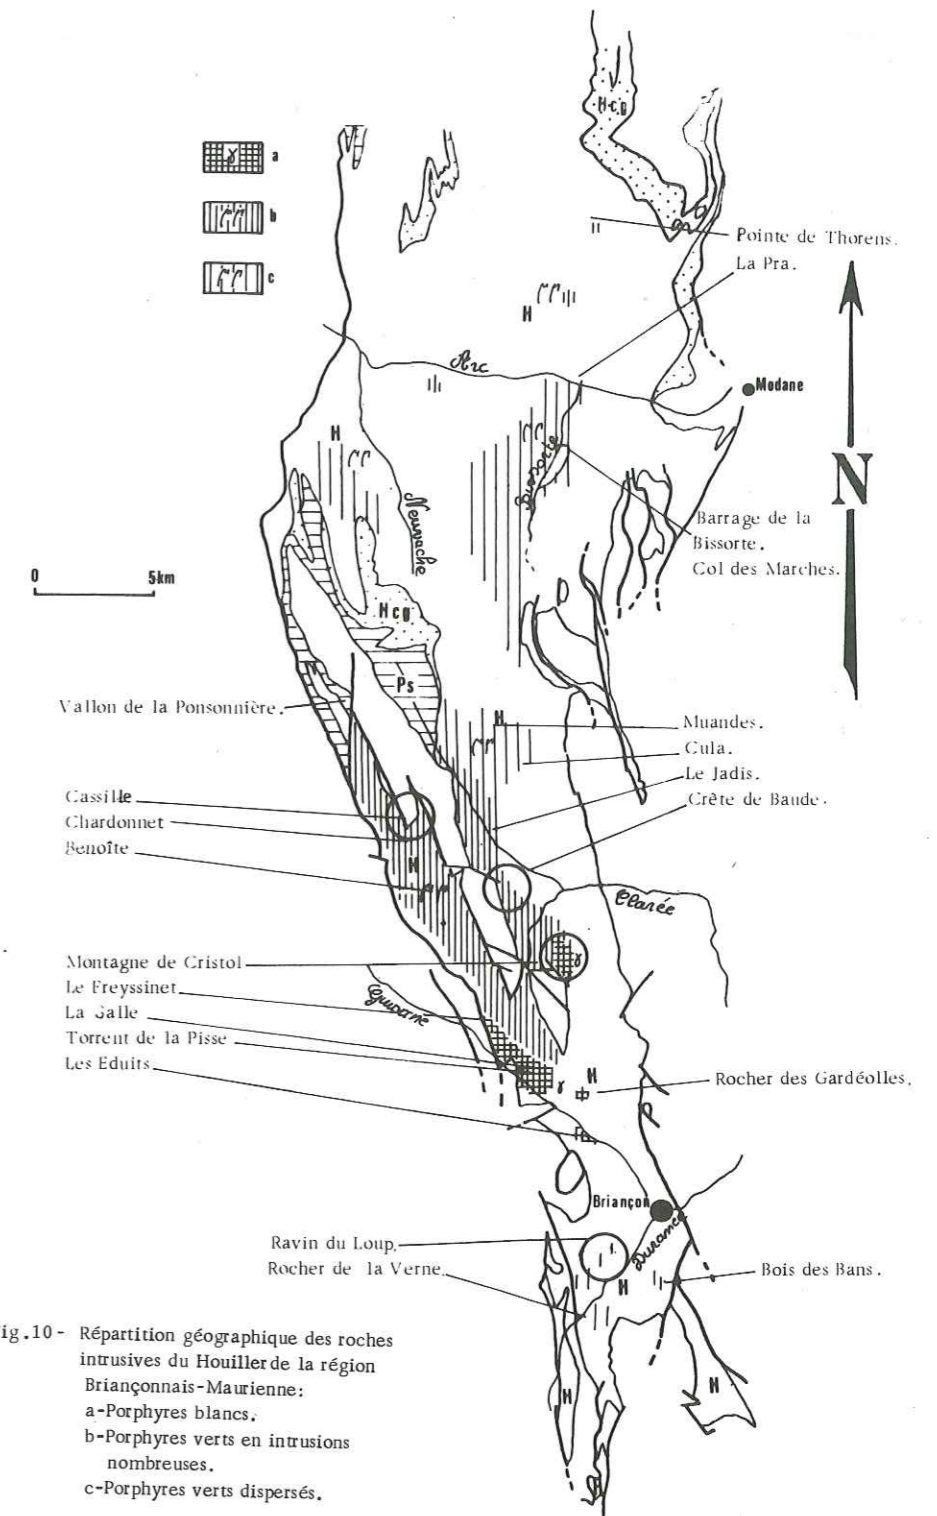 Hcg
a
b
c
Pointe de Thorens.
La Pra.
H
Arc
Modane
H
Bissorte
Neuvache
N
Barrage de la
Bissorte.
Col des Marches.
0 5km
Hcg
Ps
Vallon de la Ponsonnière.
H
Muandes.
Cula.
Le Jadis.
Crête de Baude.
Cassille
Chardonnet
Benoîte
H
Clarée
γ
Montagne de Cristol
Le Freyssinet
La Salle
Torrent de la Pisse
Les Eduits
Guisane
γ
H
Rocher des Gardéolles.
Briançon
Durance
Ravin du Loup.
Rocher de la Verne.
H
Bois des Bans.
H
H
ig.10- Répartition géographique des roches
intrusives du Houiller de la région
Briançonnais-Maurienne:
a-Porphyres blancs.
b-Porphyres verts en intrusions
nombreuses.
c-Porphyres verts dispersés.